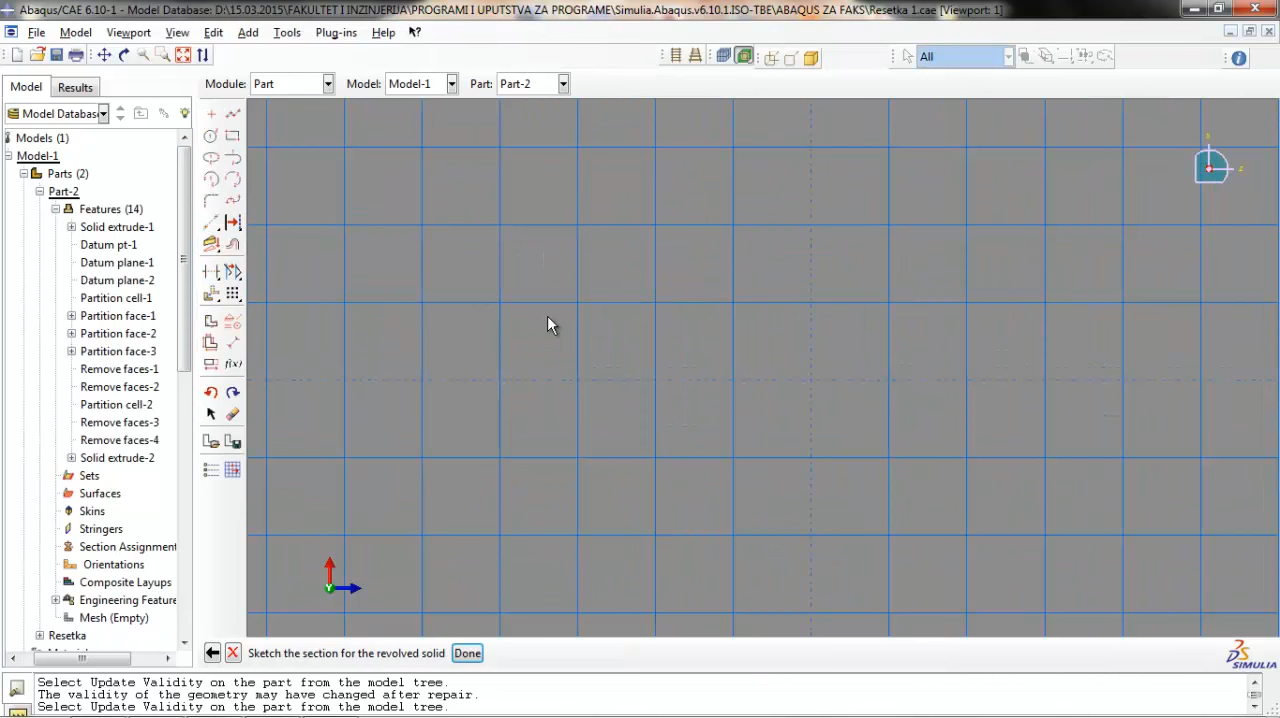 Abaqus/CAE 6.10-1 - Model Database: D:\15.03.2015\FAKULTET I INZINJERIJA\PROGRAMI I UPUTSTVA ZA PROGRAME\Simulia.Abaqus.v6.10.1.ISO-TBE\ABAQUS ZA FAKS\resetka 1.cae [Viewport: 1]
File Model Viewport View Edit Add Tools Plug-ins Help
All
Model Results Module: Part Model: Model-1 Part: Part-2
Model Databas
Models (1)
Model-1
Parts (2)
Part-2
Features (14)
Solid extrude-1
Datum pt-1
Datum plane-1
Datum plane-2
Partition cell-1
Partition face-1
Partition face-2
Partition face-3
Remove faces-1
Remove faces-2
Partition cell-2
Remove faces-3
Remove faces-4
Solid extrude-2
Sets
Surfaces
Skins
Stringers
Section Assignment
Orientations
Composite Layups
Engineering Feature
Mesh (Empty)
Resetka
f(x)
Y
Sketch the section for the revolved solid Done
SIMULIA
Select Update Validity on the part from the model tree.
The validity of the geometry may have changed after repair.
Select Update Validity on the part from the model tree.